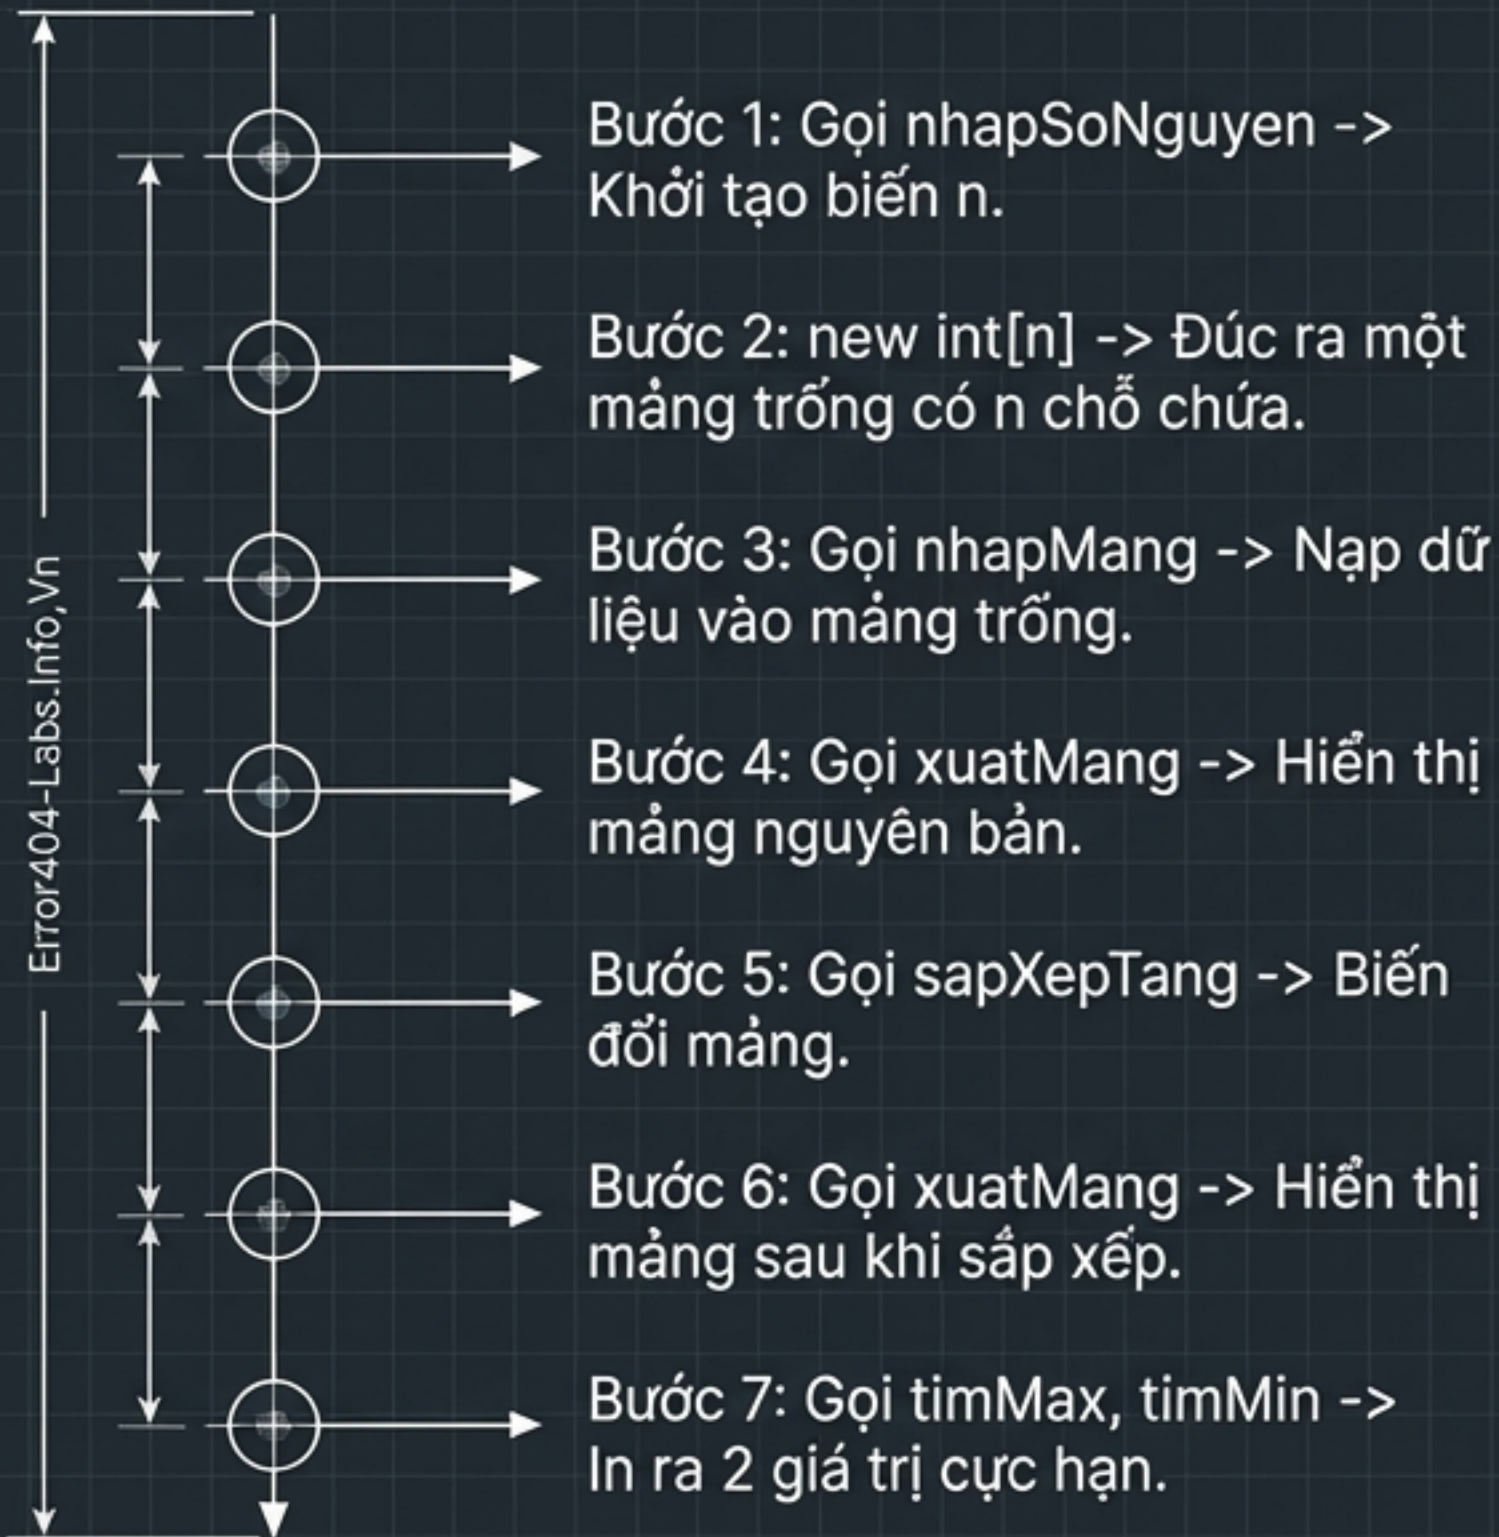 Bước 1: Gọi nhapSoNguyen ->
Khởi tạo biến n.
Bước 2: new int[n] -> Đúc ra một
mảng trống có n chỗ chứa.
Bước 3: Gọi nhapMang -> Nạp dữ
liệu vào mảng trống.
Bước 4: Gọi xuatMang -> Hiển thị
mảng nguyên bản.
Bước 5: Gọi sapXepTang -> Biến
đổi mảng.
Bước 6: Gọi xuatMang -> Hiển thị
mảng sau khi sắp xếp.
Bước 7: Gọi timMax, timMin ->
In ra 2 giá trị cực hạn.
Error404-Labs.Info,Vn